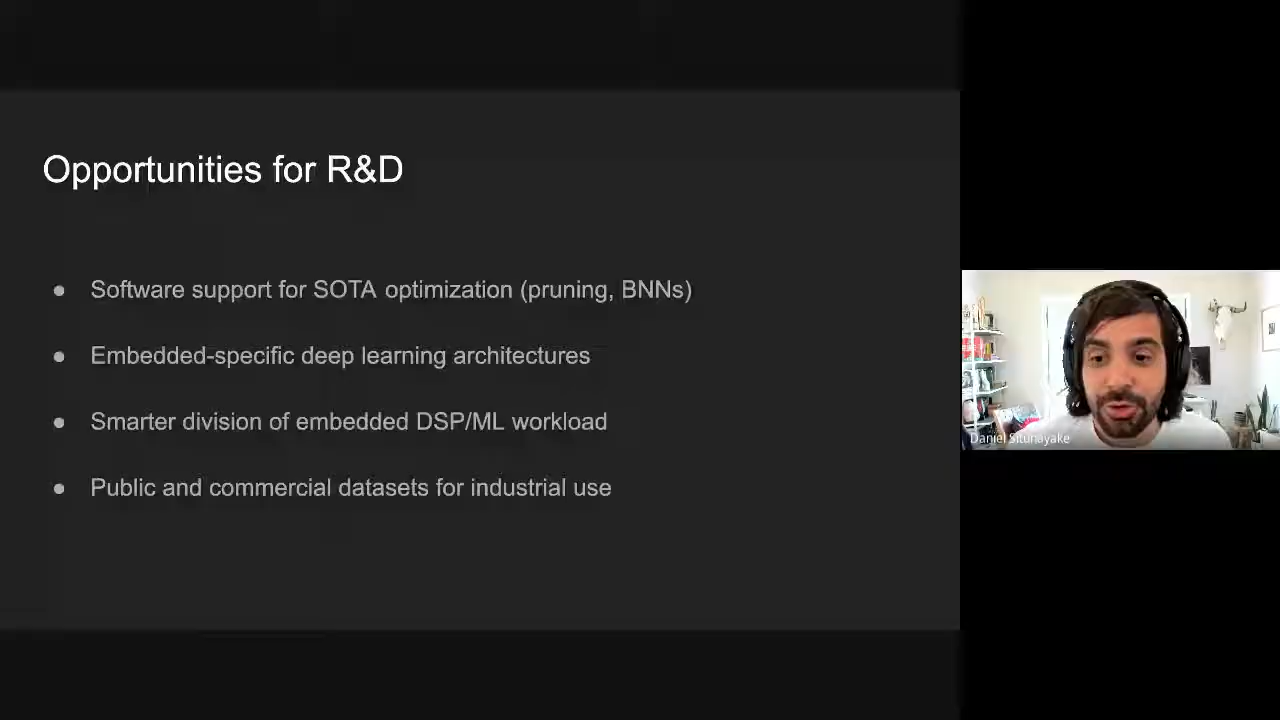 Opportunities for R&D
● Software support for SOTA optimization (pruning, BNNs)
● Embedded-specific deep learning architectures
● Smarter division of embedded DSP/ML workload
● Public and commercial datasets for industrial use
Daniel Situnayake